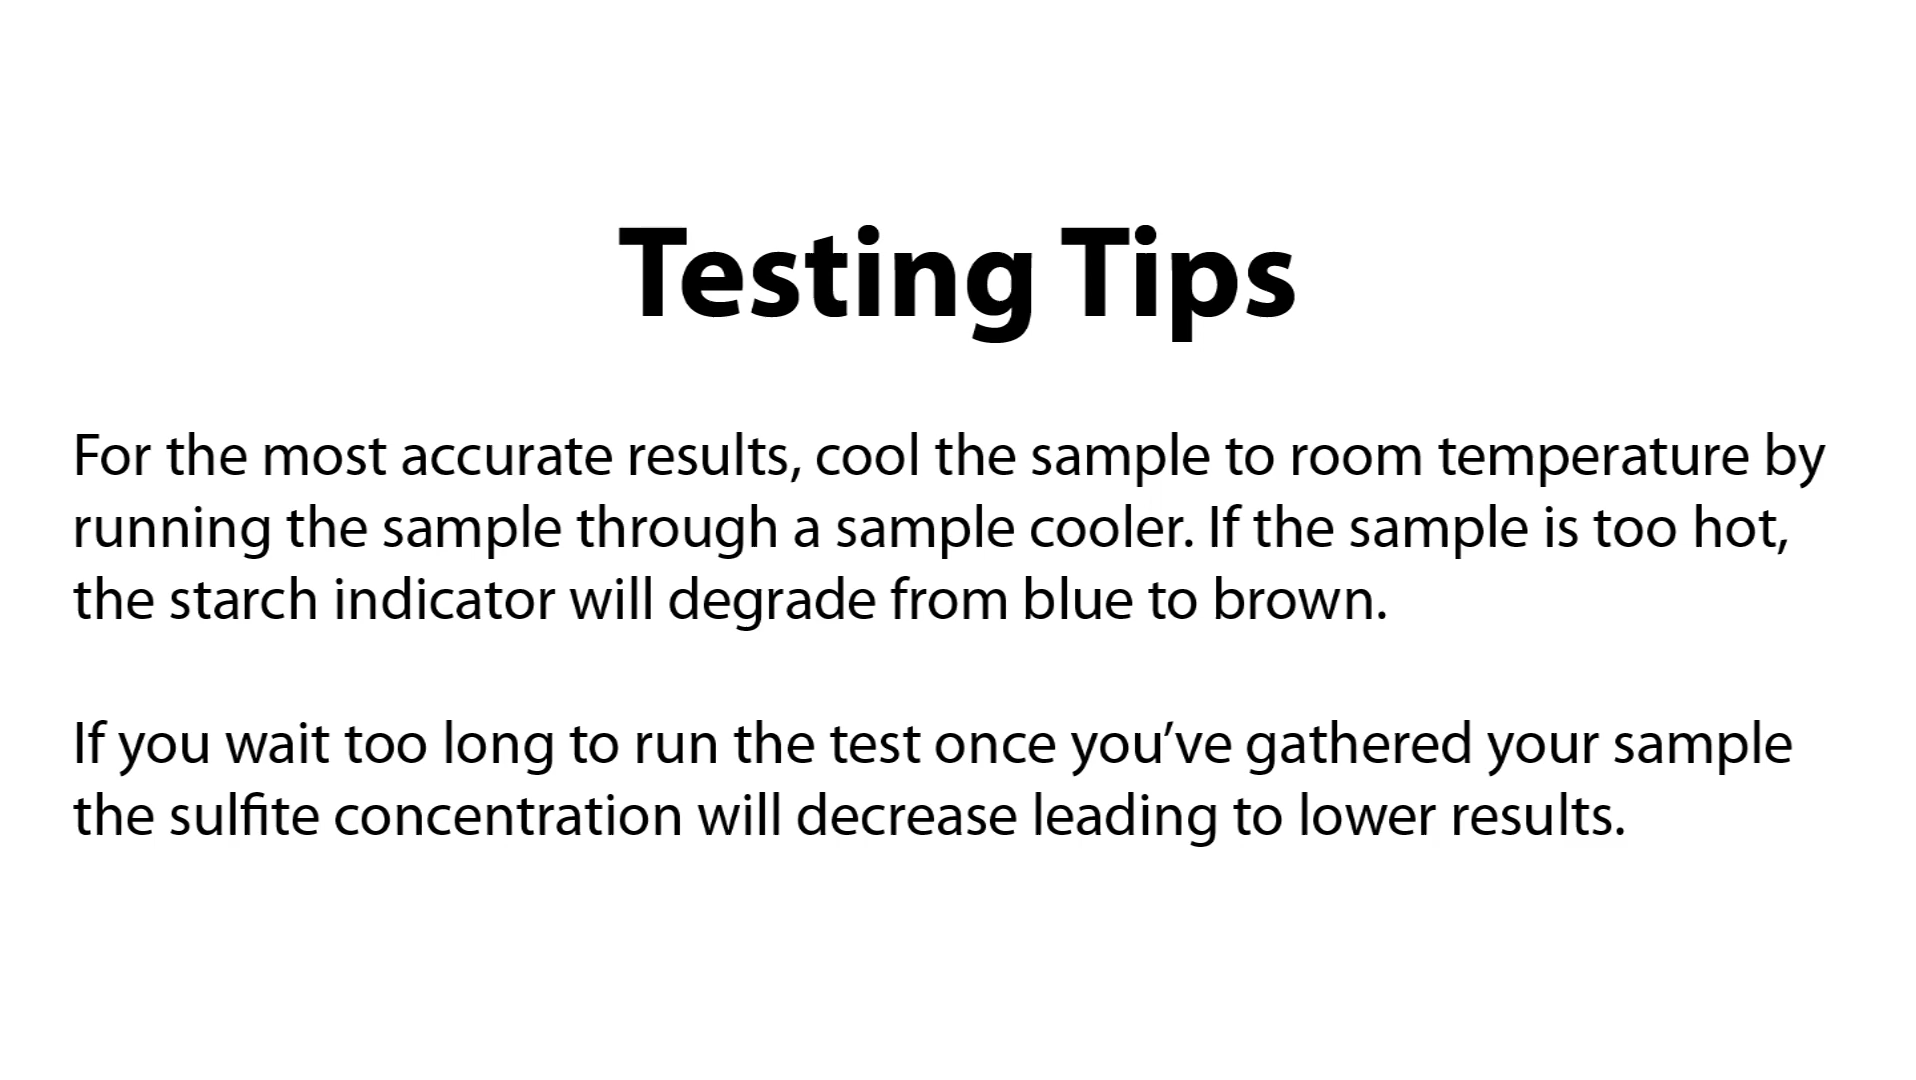 Testing Tips
For the most accurate results, cool the sample to room temperature by
running the sample through a sample cooler. If the sample is too hot,
the starch indicator will degrade from blue to brown.
If you wait too long to run the test once you’ve gathered your sample
the sulfite concentration will decrease leading to lower results.